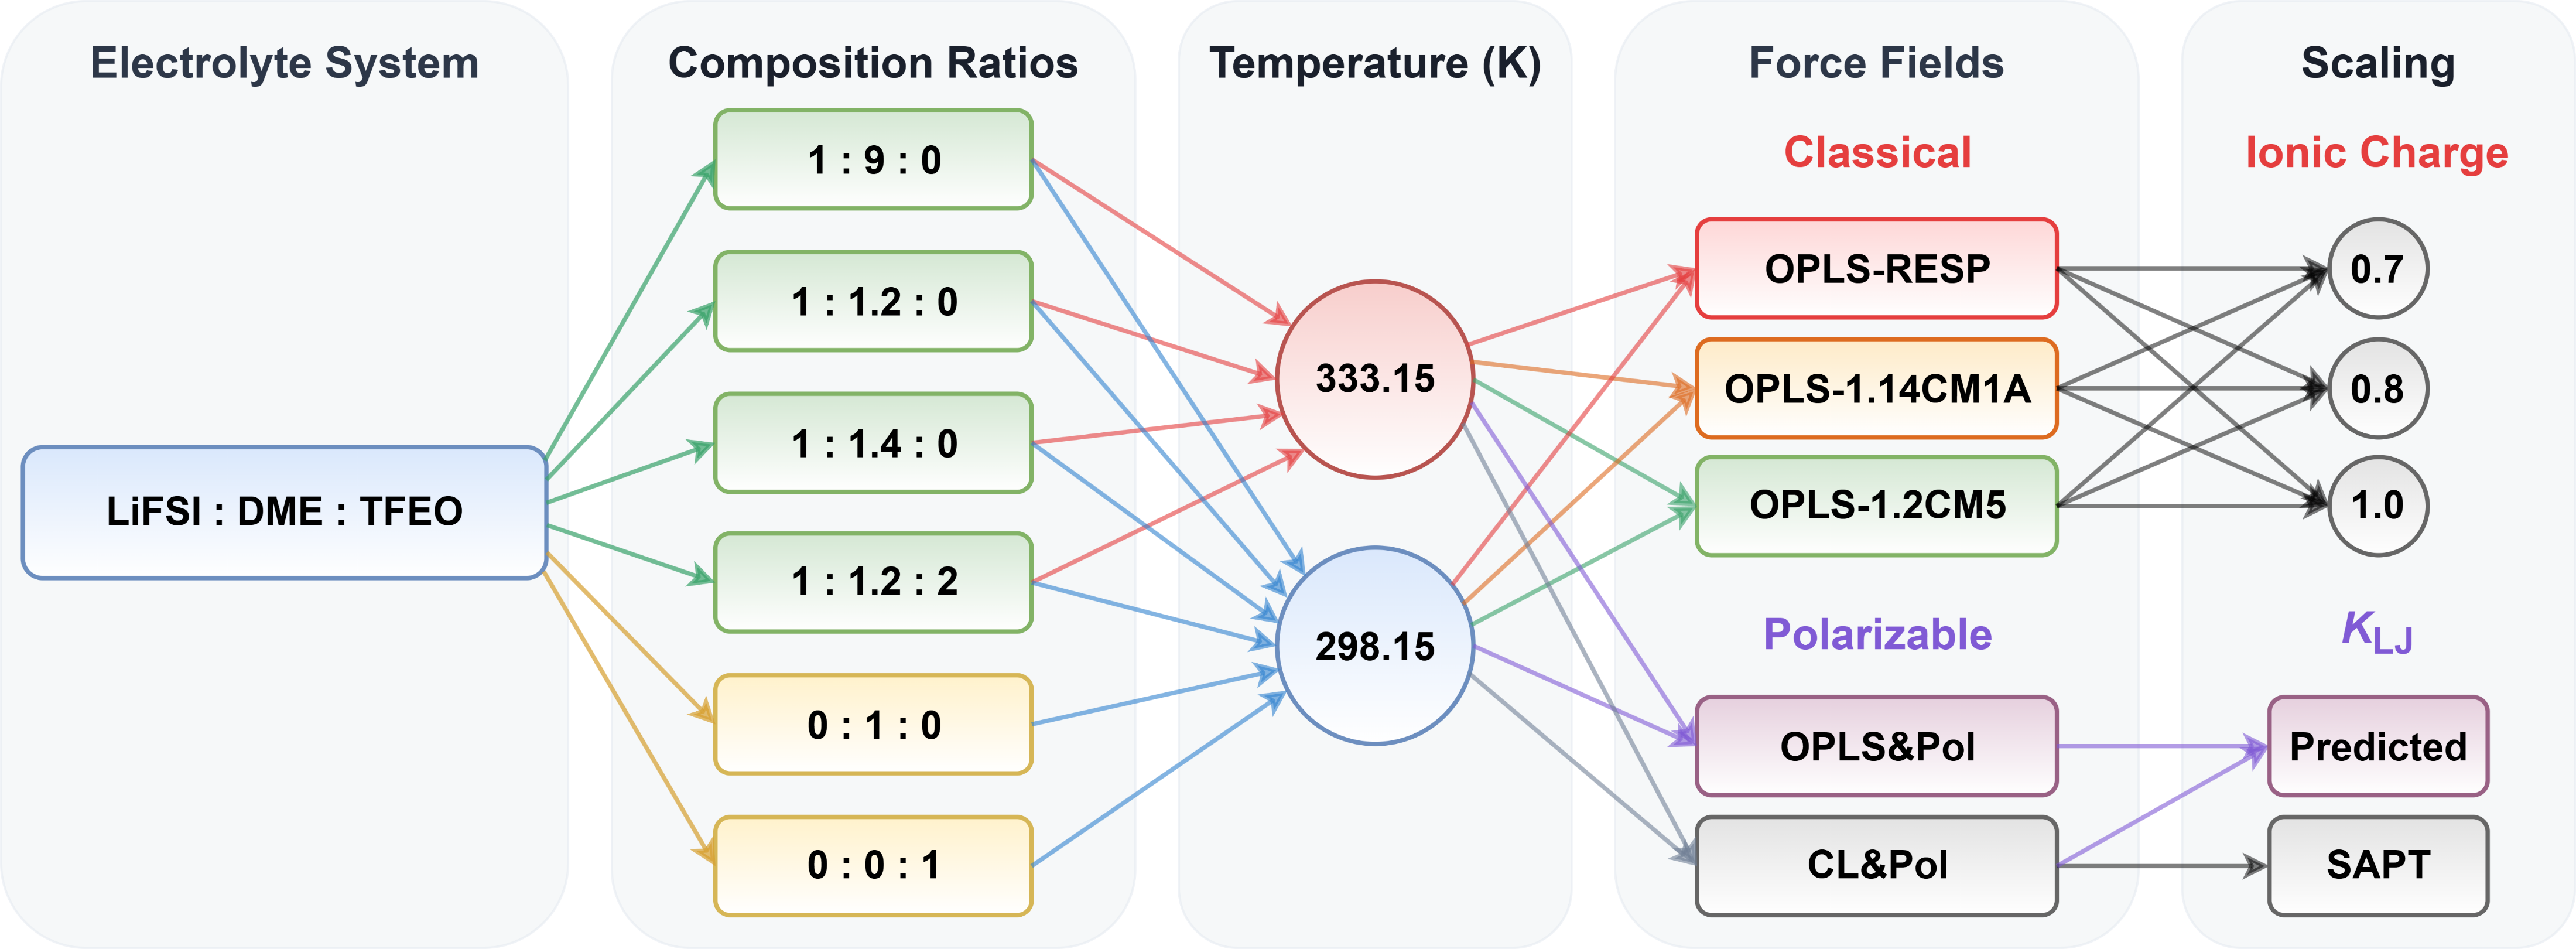 Electrolyte System
LiFSI : DME : TFEO
Composition Ratios
1 : 9 : 0
1 : 1.2 : 0
1 : 1.4 : 0
1 : 1.2 : 2
0 : 1 : 0
0 : 0 : 1
Temperature (K)
333.15
298.15
Force Fields
Classical
OPLS-RESP
OPLS-1.14CM1A
OPLS-1.2CM5
Polarizable
OPLS&Pol
CL&Pol
Scaling
Ionic Charge
0.7
0.8
1.0
K_LJ
Predicted
SAPT